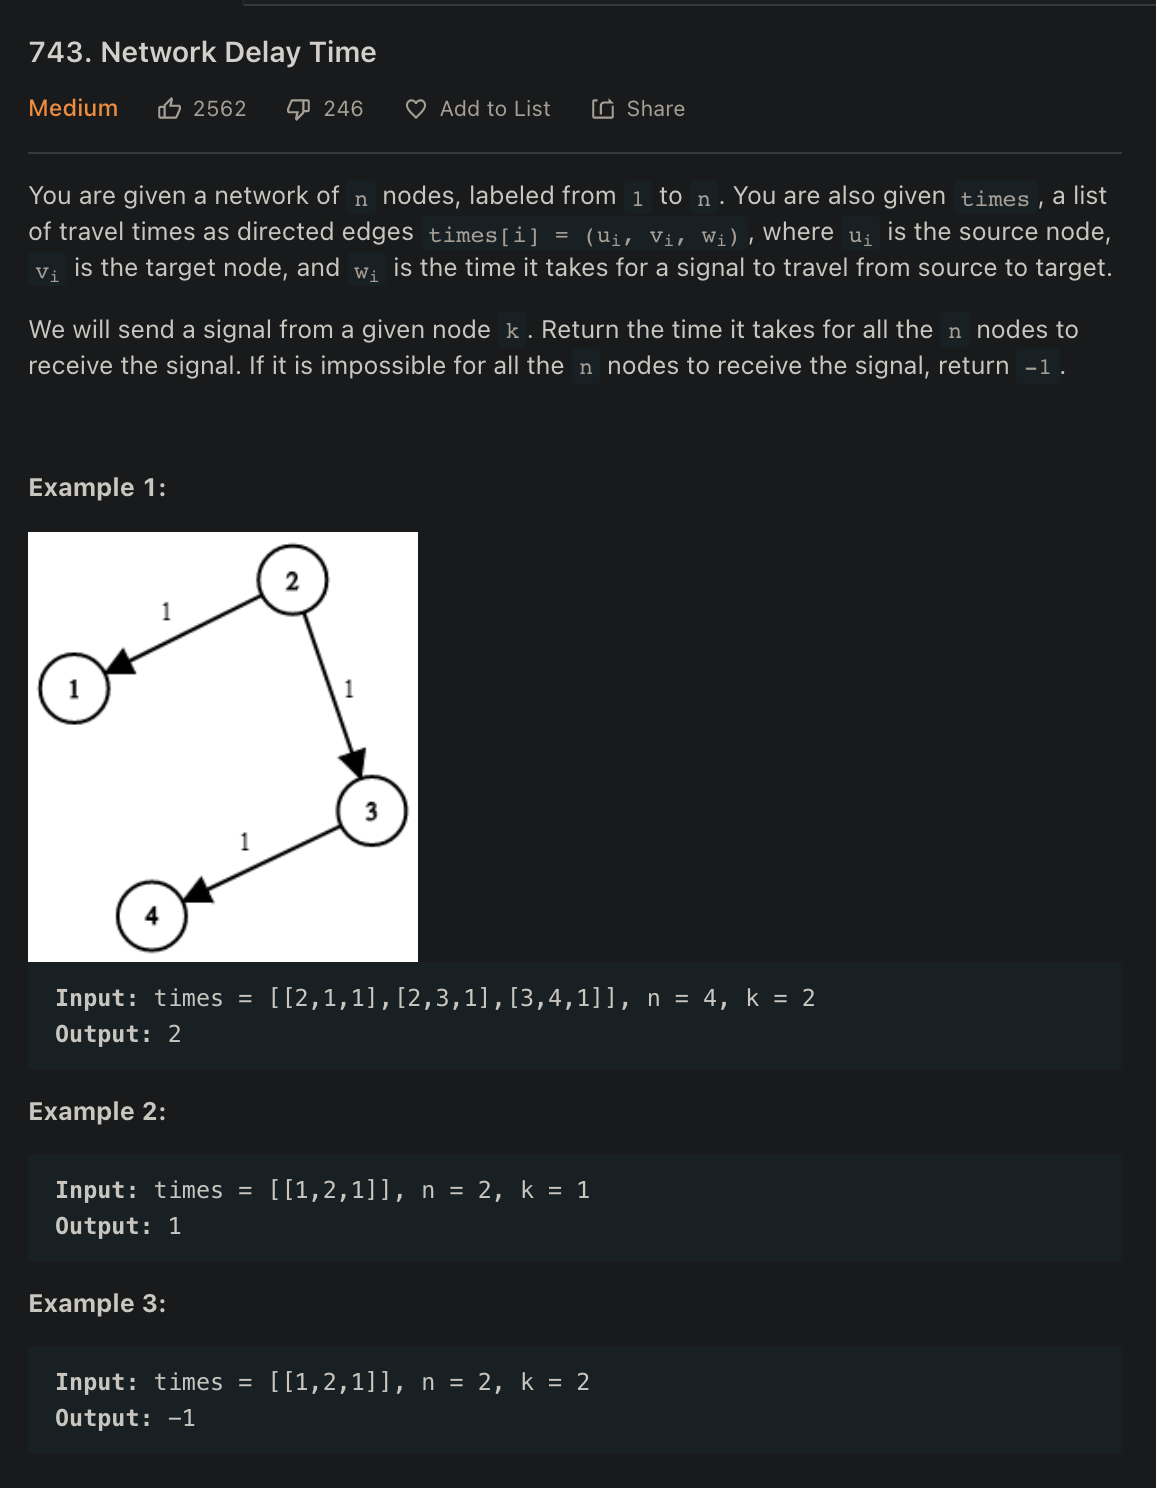 743. Network Delay Time
Medium 2562 246 Add to List Share
You are given a network of n nodes, labeled from 1 to n. You are also given times, a list
of travel times as directed edges times[i] = (ui, vi, wi), where ui is the source node,
vi is the target node, and wi is the time it takes for a signal to travel from source to target.
We will send a signal from a given node k. Return the time it takes for all the n nodes to
receive the signal. If it is impossible for all the n nodes to receive the signal, return -1.
Example 1:
2
1
1
1
3
1
4
Input: times = [[2,1,1],[2,3,1],[3,4,1]], n = 4, k = 2
Output: 2
Example 2:
Input: times = [[1,2,1]], n = 2, k = 1
Output: 1
Example 3:
Input: times = [[1,2,1]], n = 2, k = 2
Output: -1